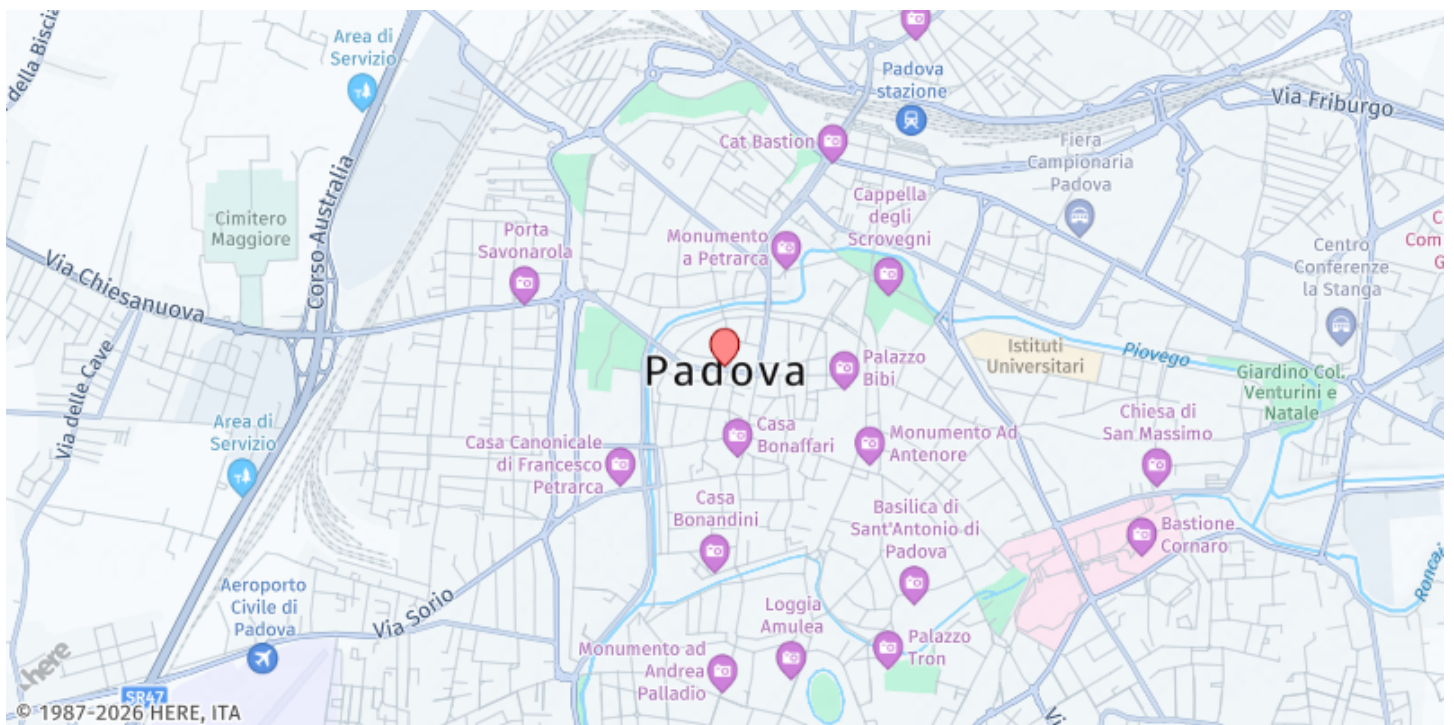 della Bisciar
Area di
Servizio
Padova
stazione
Via Friburgo
Cat Bastion
Fiera
Campionaria
Padova
Cappella
degli
Scrovegni
Cimitero
Maggiore
Corso Australia
Porta
Savonarola
Monumento
a Petrarca
Centro
Conferenze
la Stanga
C
Com
G
Via Chiesanuova
Istituti
Universitari
Piovego
Padova
Palazzo
Bibi
Giardino Col.
Venturini e
Natale
Via delle Cave
Area di
Servizio
Casa Canonicale
di Francesco
Petrarca
Casa
Bonaffari
Monumento Ad
Antenore
Chiesa di
San Massimo
Casa
Bonandini
Basilica di
Sant'Antonio di
Padova
Bastione
Cornaro
Roncaj
Aeroporto
Civile di
Padova
Via Sorio
Loggia
Amulea
Monumento ad
Andrea
Palladio
Palazzo
Tron
here
SR47
Vi
© 1987-2026 HERE, ITA